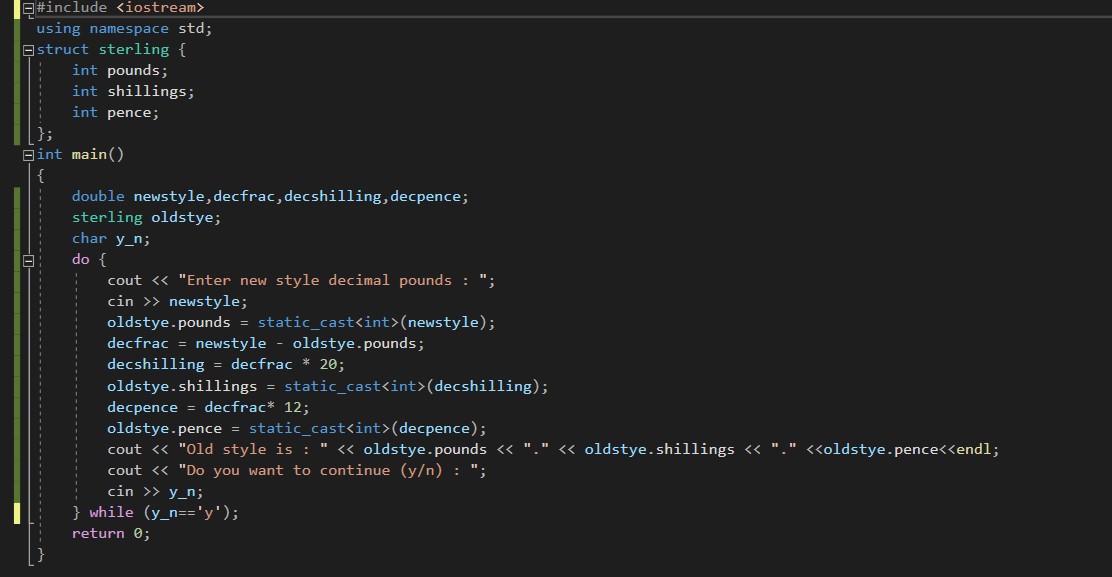 #include <iostream>
using namespace std;
struct sterling {
    int pounds;
    int shillings;
    int pence;
};
int main()
{
    double newstyle,decfrac,decshilling,decpence;
    sterling oldstye;
    char y_n;
    do {
        cout << "Enter new style decimal pounds : ";
        cin >> newstyle;
        oldstye.pounds = static_cast<int>(newstyle);
        decfrac = newstyle - oldstye.pounds;
        decshilling = decfrac * 20;
        oldstye.shillings = static_cast<int>(decshilling);
        decpence = decfrac* 12;
        oldstye.pence = static_cast<int>(decpence);
        cout << "Old style is : " << oldstye.pounds << "." << oldstye.shillings << "." <<oldstye.pence<<endl;
        cout << "Do you want to continue (y/n) : ";
        cin >> y_n;
    } while (y_n=='y');
    return 0;
}